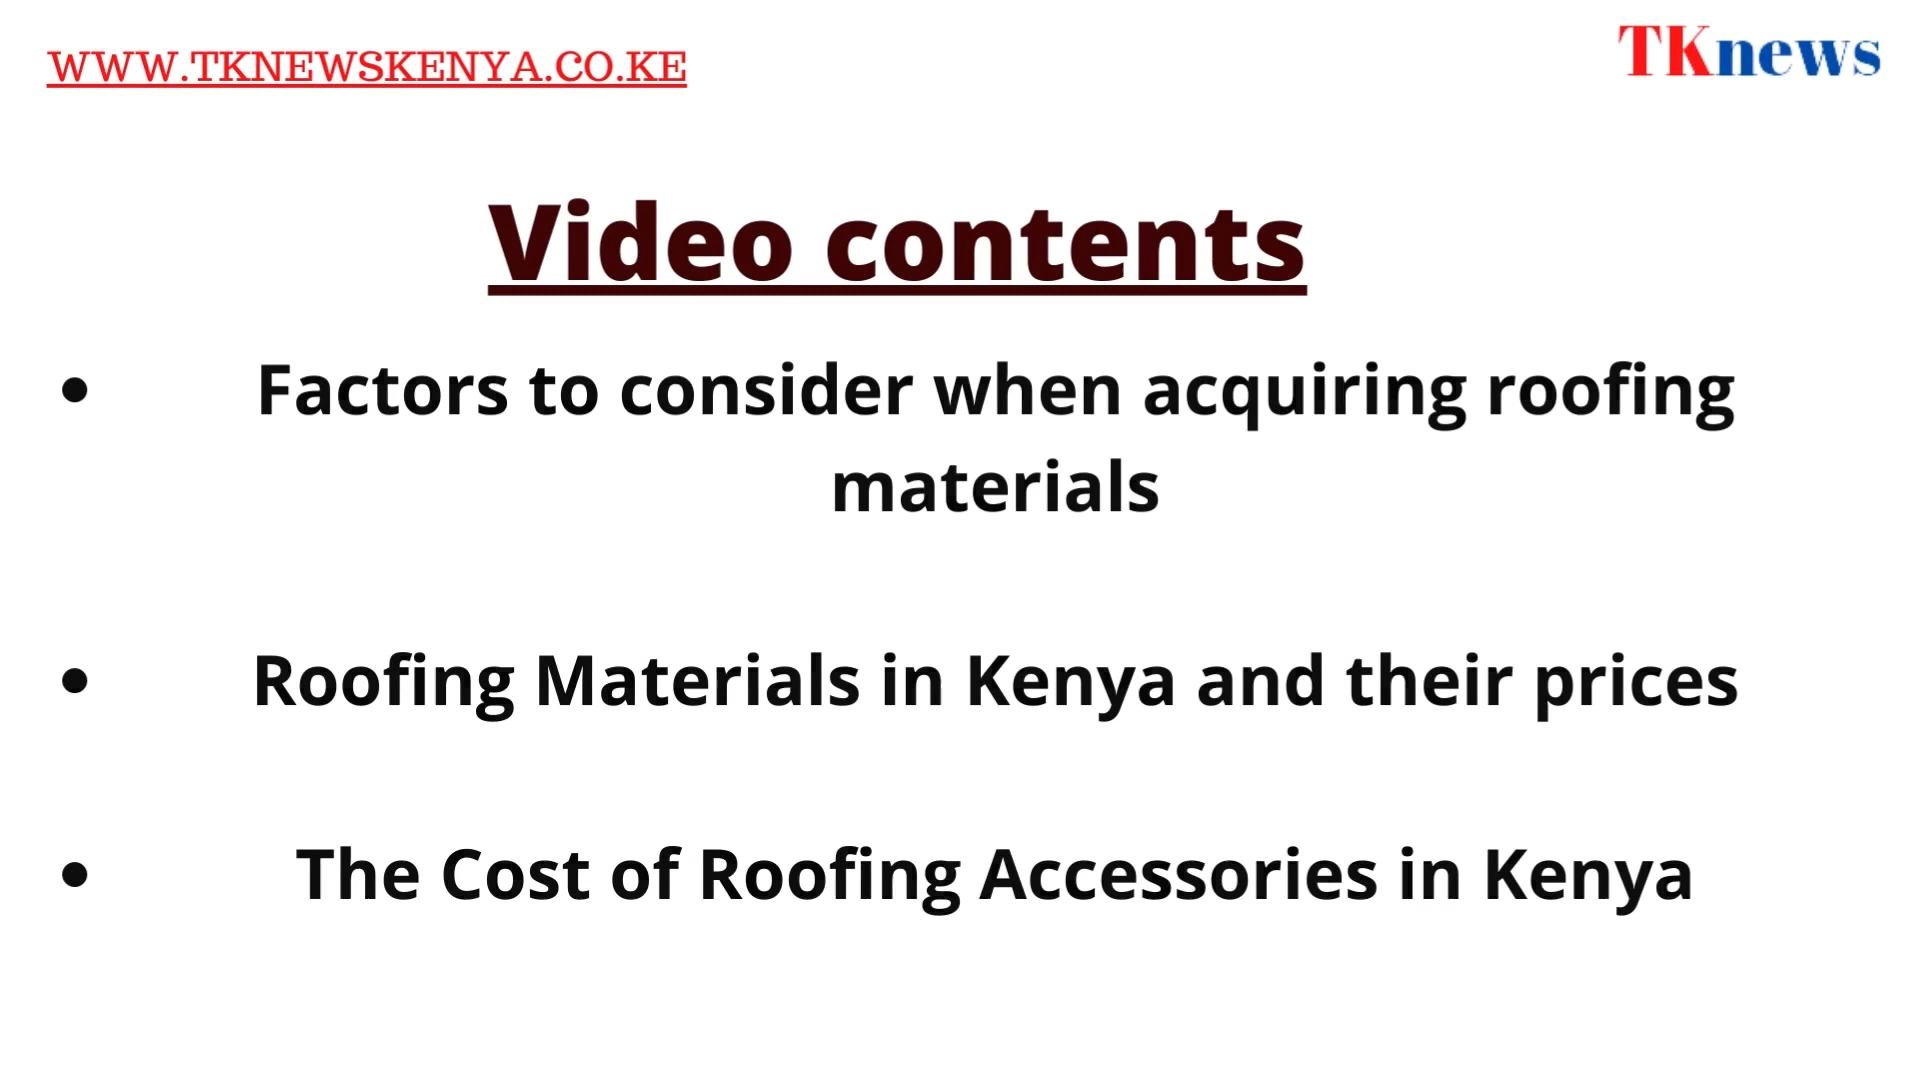 WWW.TKNEWSKENYA.CO.KE
TKnews
Video contents
• Factors to consider when acquiring roofing
materials
• Roofing Materials in Kenya and their prices
• The Cost of Roofing Accessories in Kenya